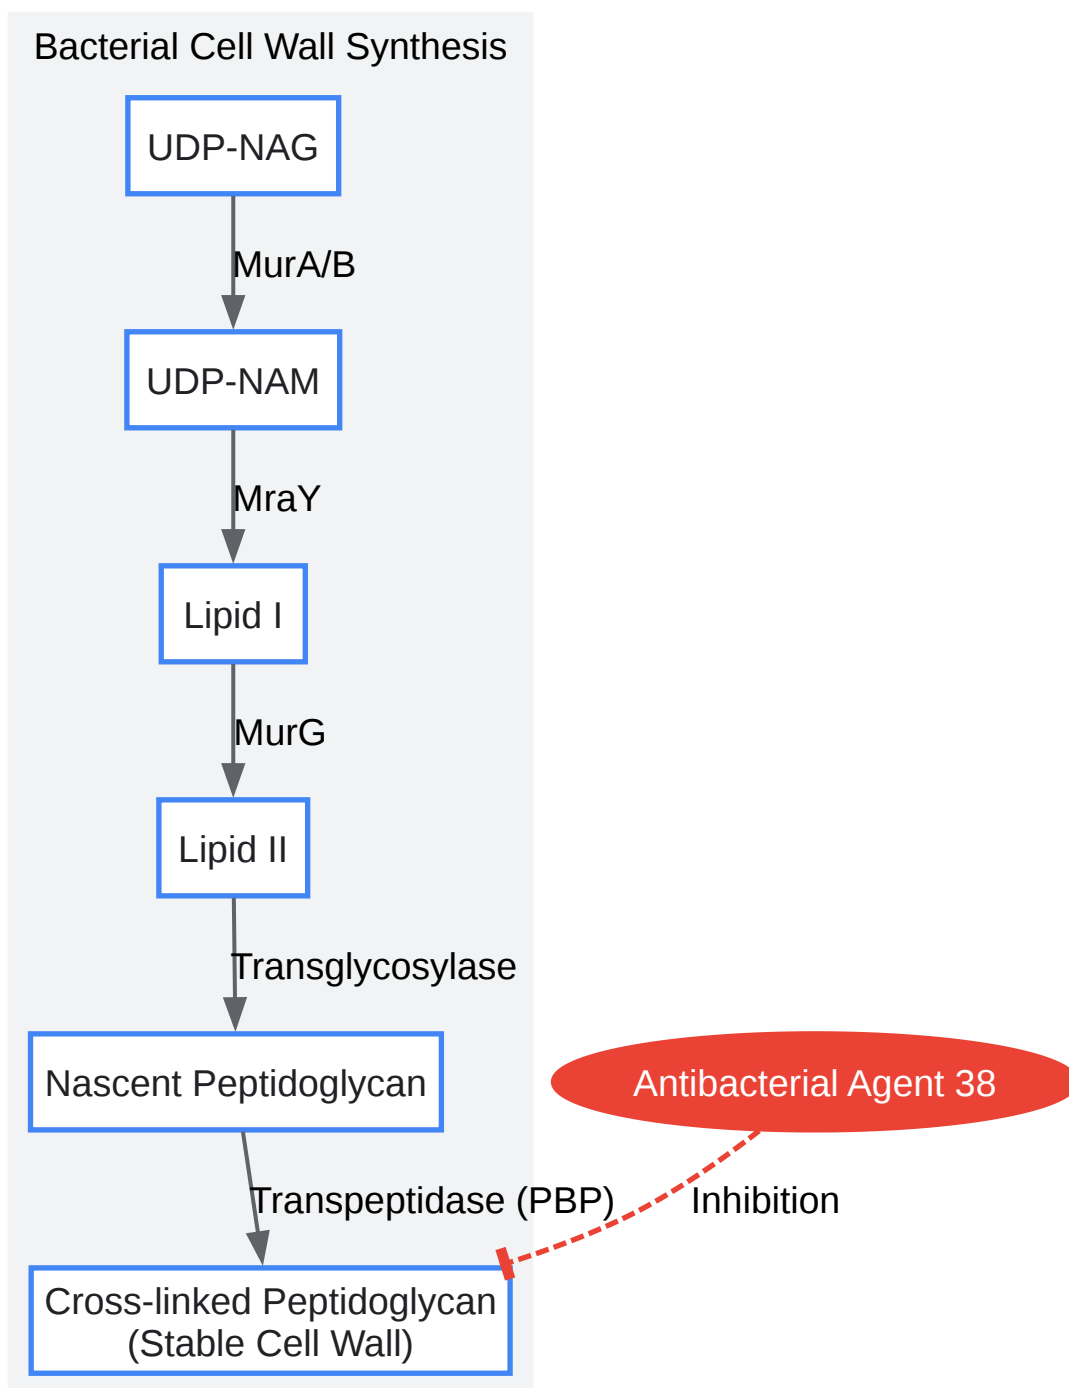 Bacterial Cell Wall Synthesis
UDP-NAG
MurA/B
UDP-NAM
MraY
Lipid I
MurG
Lipid II
Transglycosylase
Nascent Peptidoglycan
Antibacterial Agent 38
Transpeptidase (PBP)
Inhibition
Cross-linked Peptidoglycan
(Stable Cell Wall)